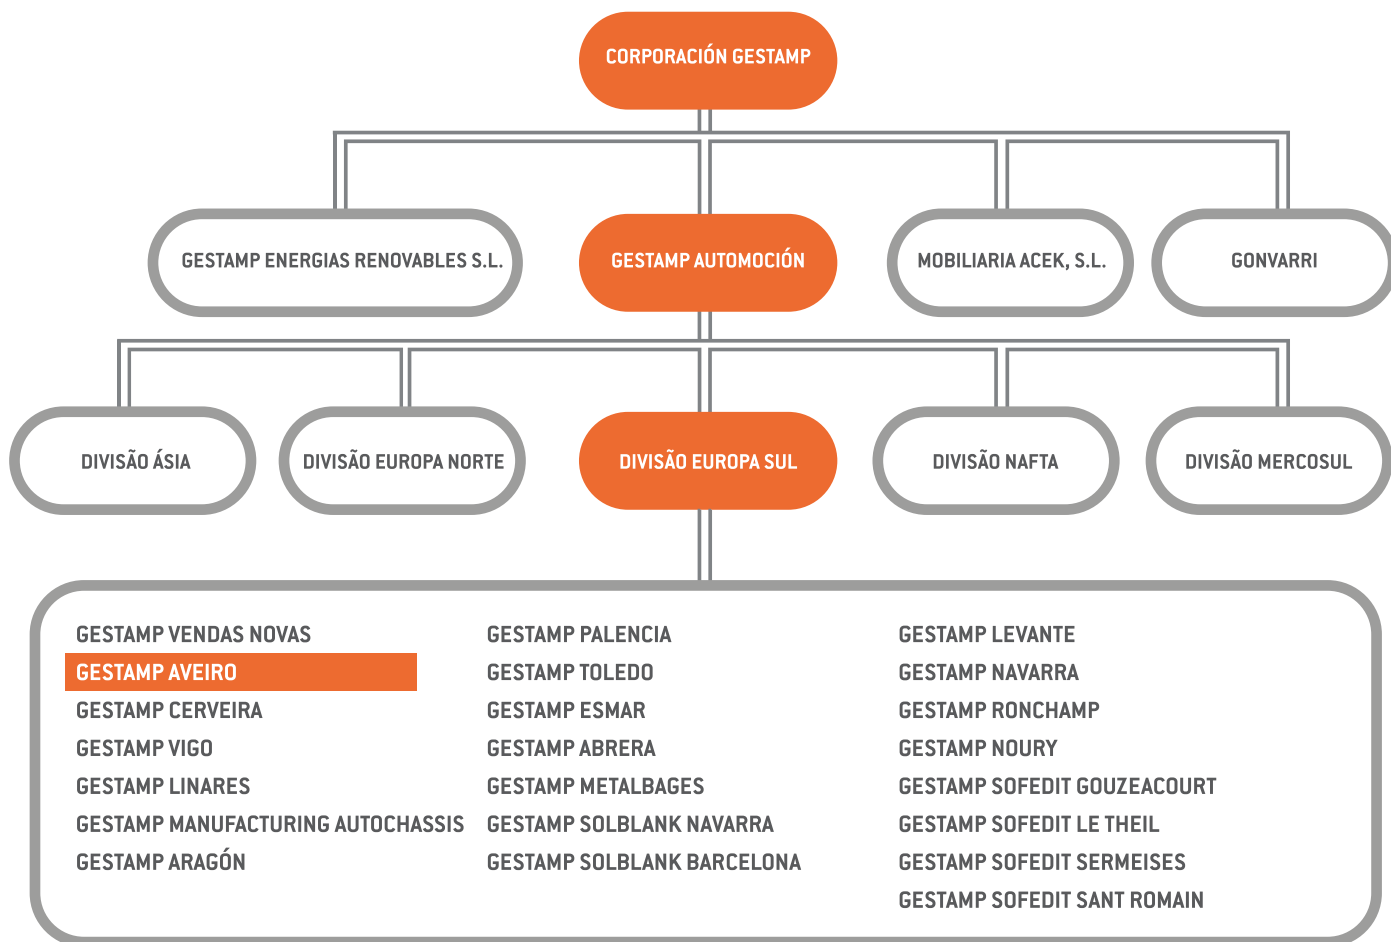 CORPORACIÓN GESTAMP
GESTAMP ENERGIAS RENOVABLES S.L.
GESTAMP AUTOMOCIÓN
MOBILIARIA ACEK, S.L.
GONVARRI
DIVISÃO ÁSIA
DIVISÃO EUROPA NORTE
DIVISÃO EUROPA SUL
DIVISÃO NAFTA
DIVISÃO MERCOSUL
GESTAMP VENDAS NOVAS
GESTAMP AVEIRO
GESTAMP CERVEIRA
GESTAMP VIGO
GESTAMP LINARES
GESTAMP MANUFACTURING AUTOCHASSIS
GESTAMP ARAGÓN
GESTAMP PALENCIA
GESTAMP TOLEDO
GESTAMP ESMAR
GESTAMP ABRERA
GESTAMP METALBAGES
GESTAMP SOLBLANK NAVARRA
GESTAMP SOLBLANK BARCELONA
GESTAMP LEVANTE
GESTAMP NAVARRA
GESTAMP RONCHAMP
GESTAMP NOURY
GESTAMP SOFEDIT GOUZEACOURT
GESTAMP SOFEDIT LE THEIL
GESTAMP SOFEDIT SERMEISES
GESTAMP SOFEDIT SANT ROMAIN